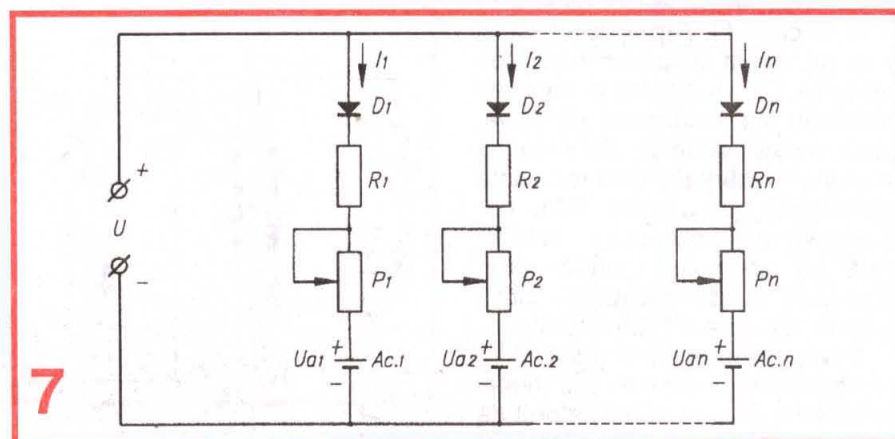 I1 I2 In
+ D1 D2 Dn
R1 R2 Rn
U
− P1 P2 Pn
Ua1 + − Ac.1 Ua2 + − Ac.2 Uan + − Ac.n
7